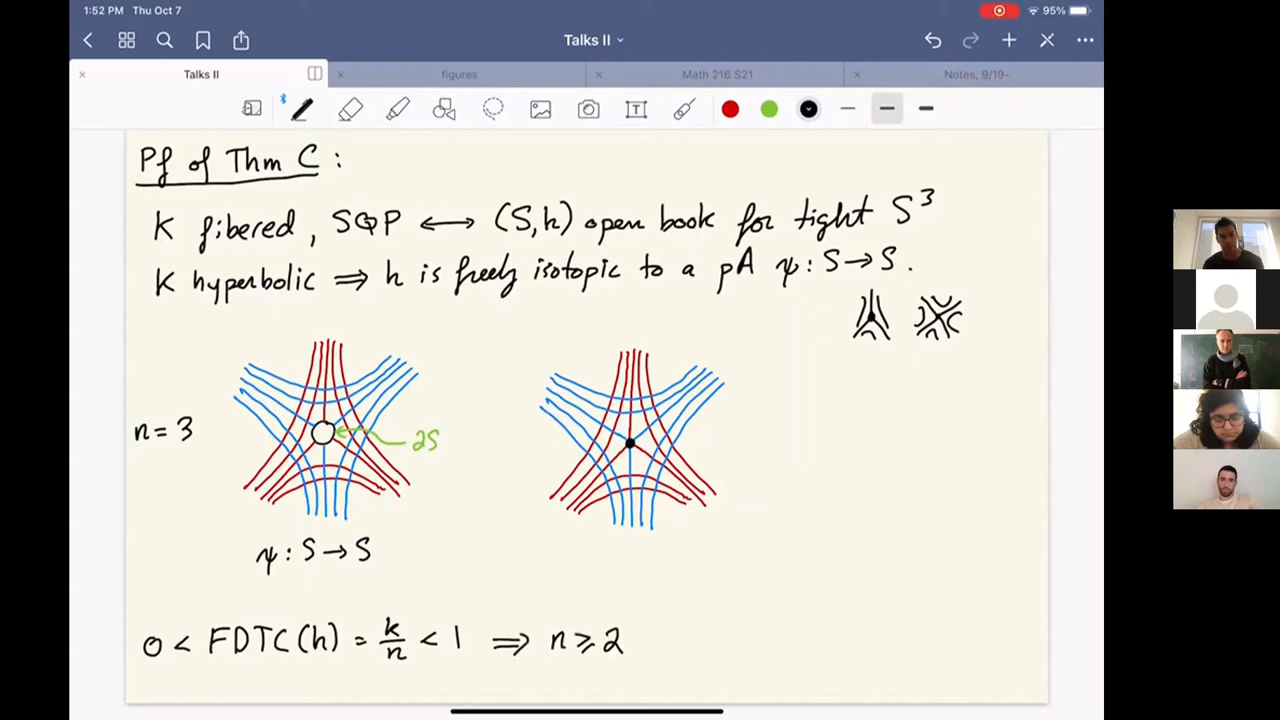 1:52 PM Thu Oct 7
95%
Talks II
Talks II
figures
Math 216 S21
Notes, 9/19-
Pf of Thm C :
K fibered, SQP ⟷ (S,h) open book for tight S³
K hyperbolic ⟹ h is freely isotopic to a pA ψ : S → S.
n = 3
∂S
ψ : S → S
0 < FDTC(h) = k/n < 1 ⟹ n ⩾ 2